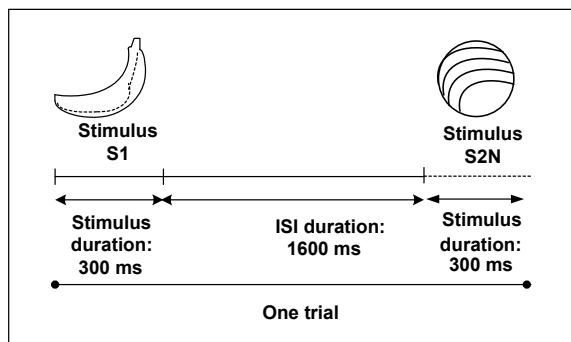 Stimulus
S1
Stimulus
S2N
Stimulus
duration:
300 ms
ISI duration:
1600 ms
Stimulus
duration:
300 ms
One trial